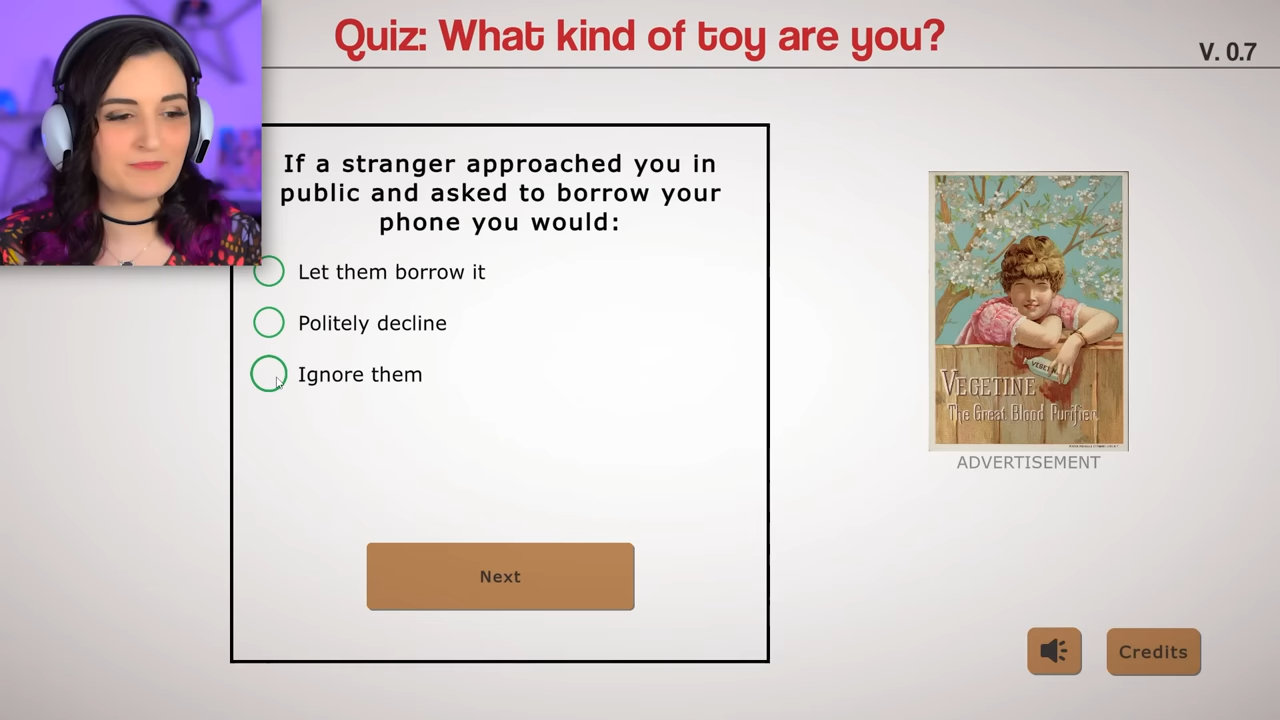 Quiz: What kind of toy are you?
V. 0.7
If a stranger approached you in
public and asked to borrow your
phone you would:
Let them borrow it
Politely decline
Ignore them
Next
VEGETINE
The Great Blood Purifier
ADVERTISEMENT
Credits